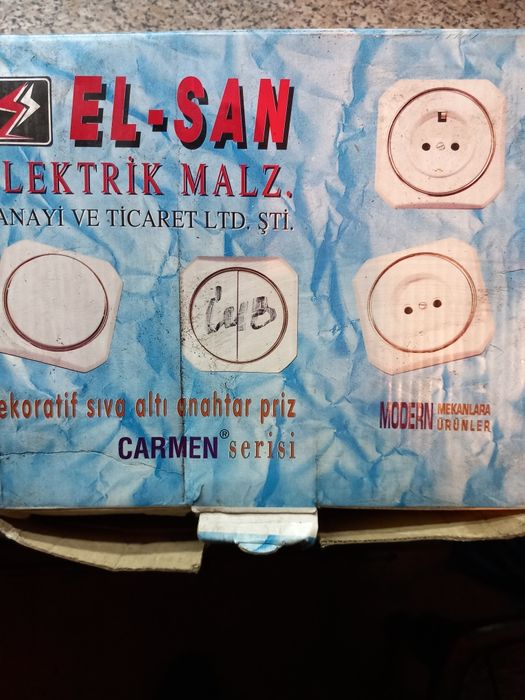 EL-SAN
LEKTRİK MALZ.
ANAYİ VE TİCARET LTD. ŞTİ.
ekoratif sıva altı anahtar priz
CARMEN® serisi
MODERN MEKANLARA
ÜRÜNLER